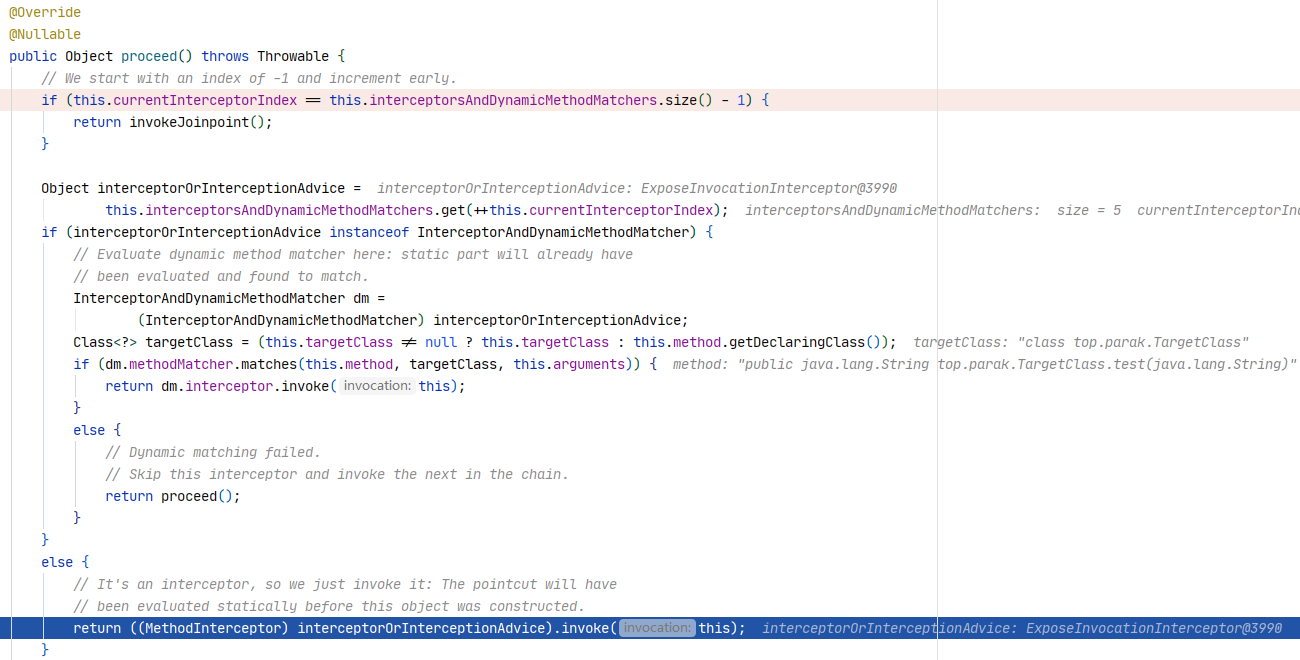 @Override
@Nullable
public Object proceed() throws Throwable {
// We start with an index of -1 and increment early.
if (this.currentInterceptorIndex == this.interceptorsAndDynamicMethodMatchers.size() - 1) {
return invokeJoinpoint();
}
Object interceptorOrInterceptionAdvice = interceptorOrInterceptionAdvice: ExposeInvocationInterceptor@3990
this.interceptorsAndDynamicMethodMatchers.get(++this.currentInterceptorIndex); interceptorsAndDynamicMethodMatchers: size = 5
if (interceptorOrInterceptionAdvice instanceof InterceptorAndDynamicMethodMatcher) {
// Evaluate dynamic method matcher here: static part will already have
// been evaluated and found to match.
InterceptorAndDynamicMethodMatcher dm =
(InterceptorAndDynamicMethodMatcher) interceptorOrInterceptionAdvice;
Class<?> targetClass = (this.targetClass != null ? this.targetClass : this.method.getDeclaringClass()); targetClass: "class top.parak.TargetClass"
if (dm.methodMatcher.matches(this.method, targetClass, this.arguments)) { method: "public java.lang.String top.parak.TargetClass.test(java.lang.String)"
return dm.interceptor.invoke( invocation: this);
}
else {
// Dynamic matching failed.
// Skip this interceptor and invoke the next in the chain.
return proceed();
}
}
else {
// It's an interceptor, so we just invoke it: The pointcut will have
// been evaluated statically before this object was constructed.
return ((MethodInterceptor) interceptorOrInterceptionAdvice).invoke( invocation: this); interceptorOrInterceptionAdvice: ExposeInvocationInterceptor@3990
}